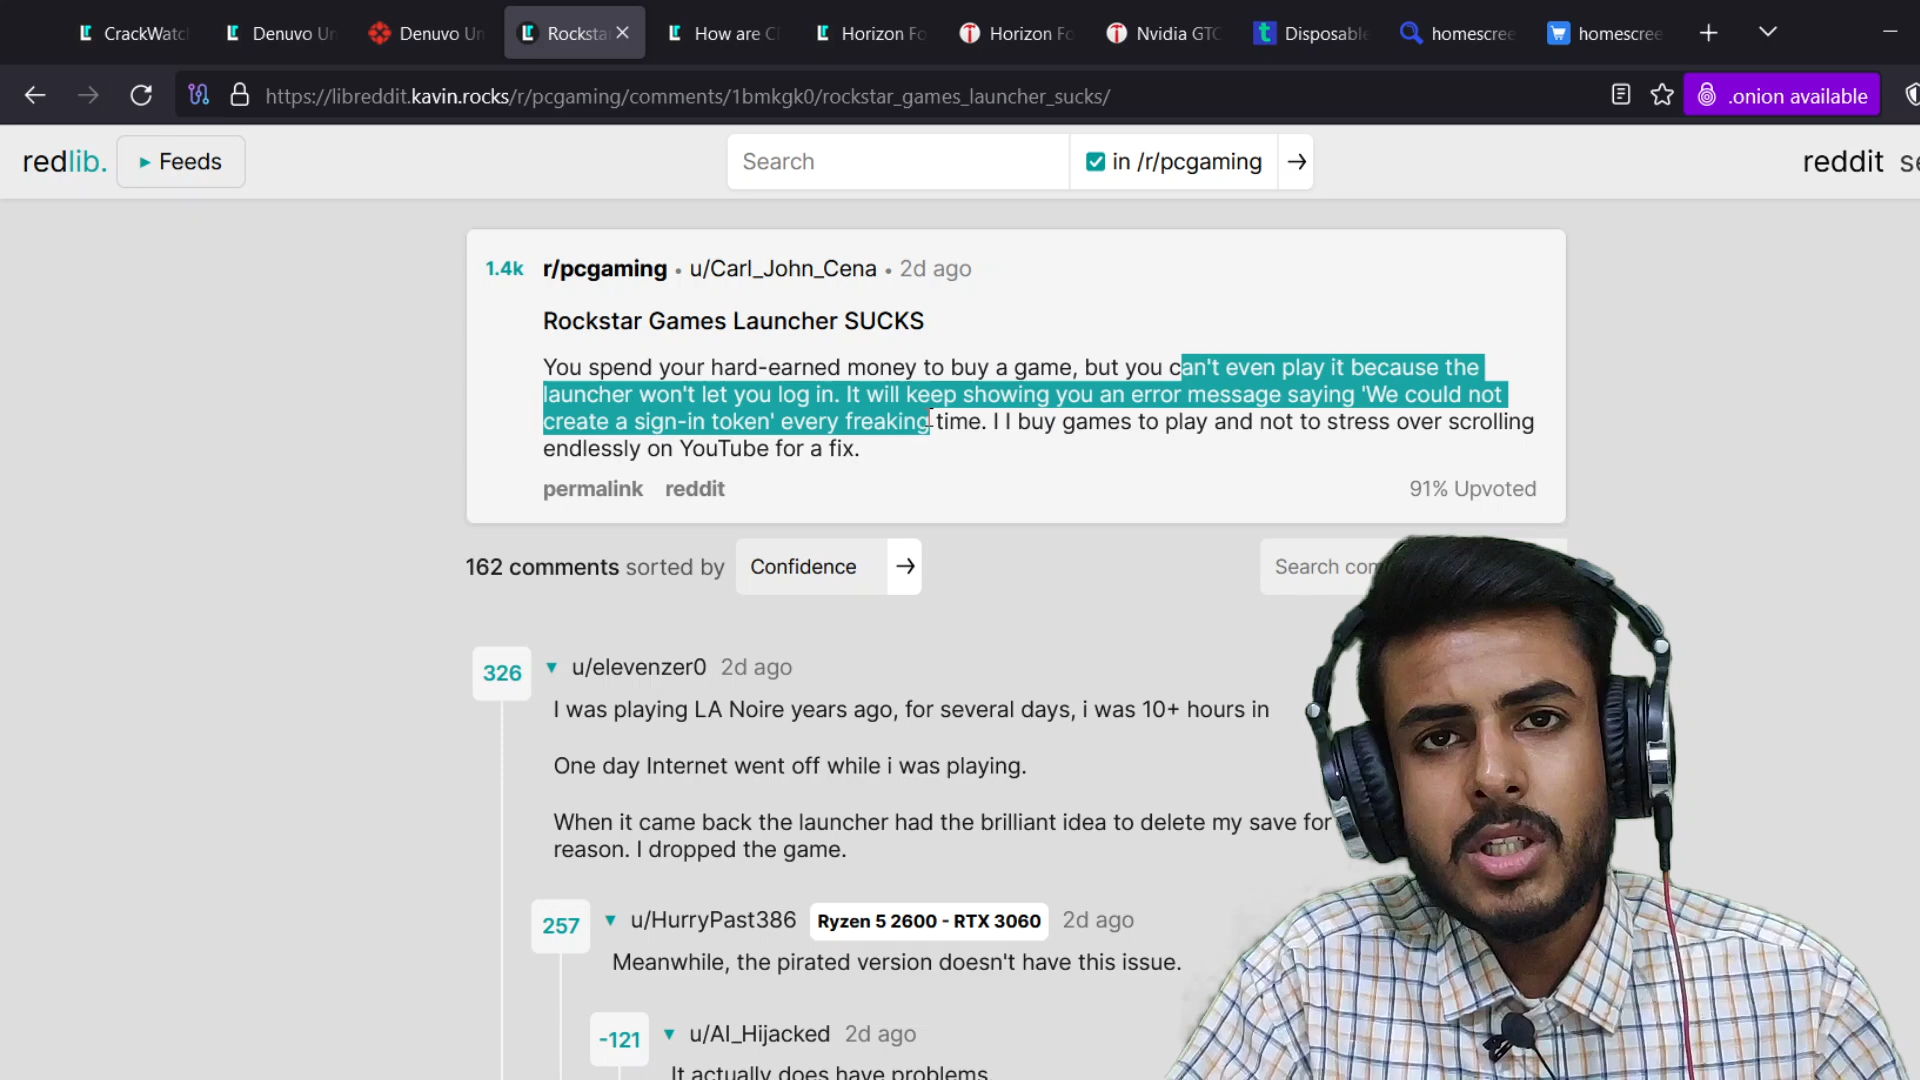 CrackWatc
Denuvo Un
Denuvo Un
Rocksta
How are C
Horizon Fo
Horizon Fo
Nvidia GTC
Disposable
homescree
homescree
https://libreddit.kavin.rocks/r/pcgaming/comments/1bmkgk0/rockstar_games_launcher_sucks/
.onion available
redlib.
Feeds
Search
in /r/pcgaming
reddit
se
1.4k r/pcgaming • u/Carl_John_Cena • 2d ago
Rockstar Games Launcher SUCKS
You spend your hard-earned money to buy a game, but you can't even play it because the
launcher won't let you log in. It will keep showing you an error message saying 'We could not
create a sign-in token' every freaking time. I I buy games to play and not to stress over scrolling
endlessly on YouTube for a fix.
permalink reddit
91% Upvoted
162 comments sorted by Confidence
Search com
326 u/elevenzer0 2d ago
I was playing LA Noire years ago, for several days, i was 10+ hours in
One day Internet went off while i was playing.
When it came back the launcher had the brilliant idea to delete my save for
reason. I dropped the game.
257 u/HurryPast386 Ryzen 5 2600 - RTX 3060 2d ago
Meanwhile, the pirated version doesn't have this issue.
-121 u/AI_Hijacked 2d ago
It actually does have problems